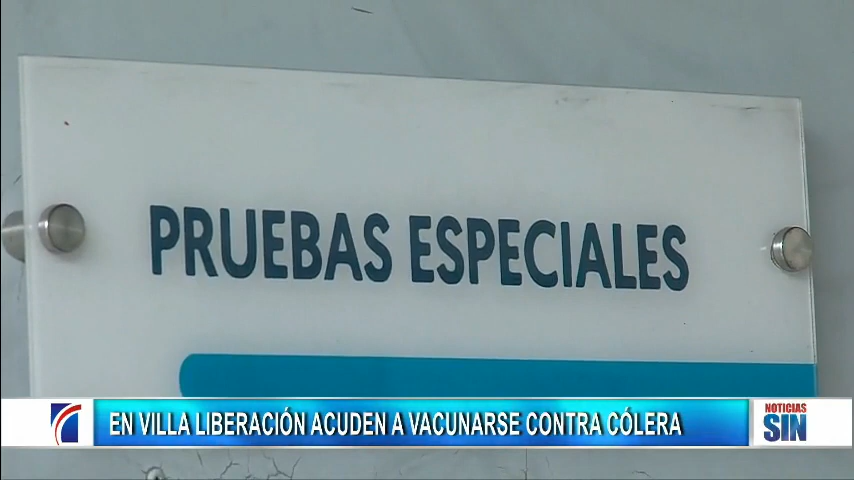 PRUEBAS ESPECIALES
EN VILLA LIBERACIÓN ACUDEN A VACUNARSE CONTRA CÓLERA
NOTICIAS
SIN